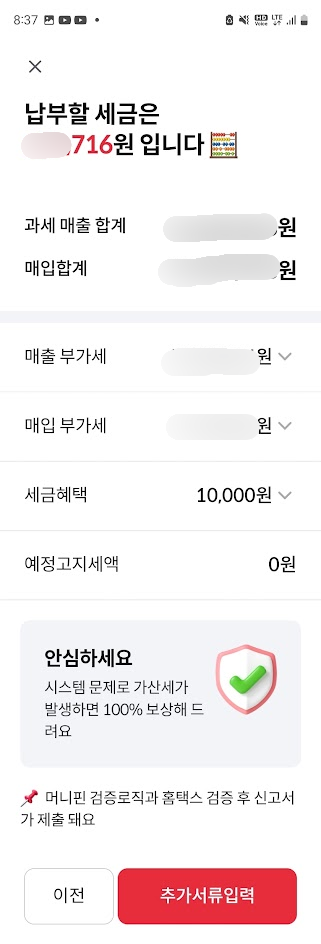 8:37
HD Voice LTE
납부할 세금은
716원 입니다
과세 매출 합계 원
매입합계 원
매출 부가세 원
매입 부가세 원
세금혜택 10,000원
예정고지세액 0원
안심하세요
시스템 문제로 가산세가
발생하면 100% 보상해 드
려요
머니핀 검증로직과 홈택스 검증 후 신고서
가 제출 돼요
이전 추가서류입력